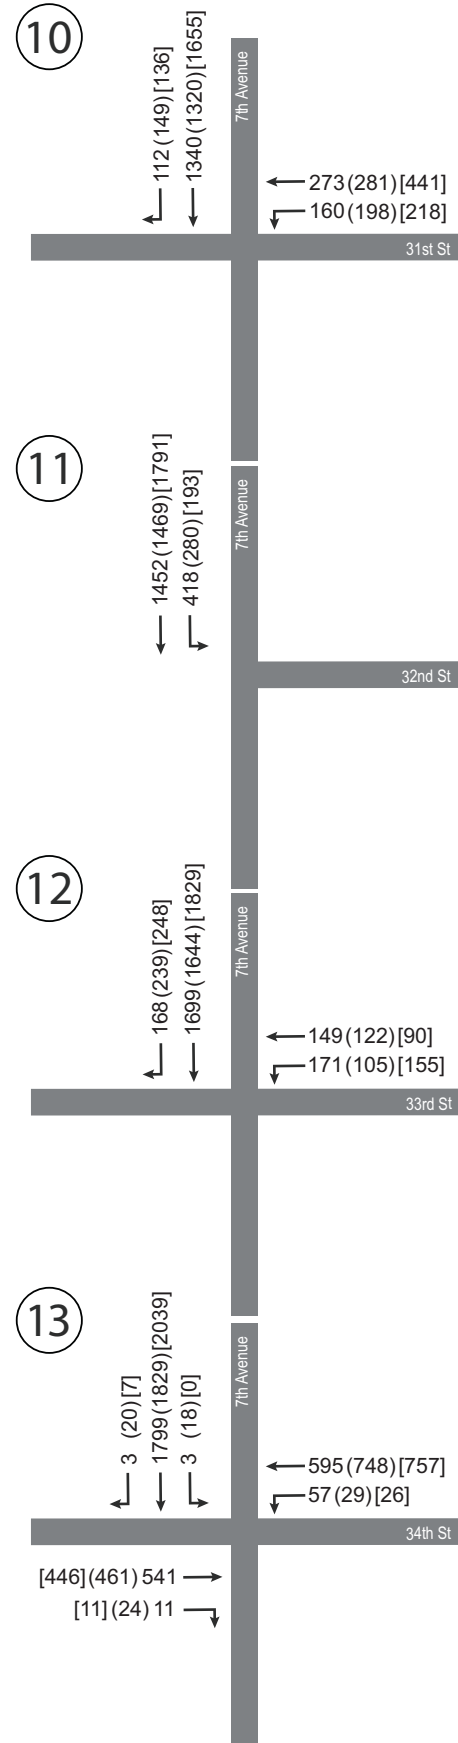 10
112 (149) [136]
1340 (1320) [1655]
7th Avenue
273 (281) [441]
160 (198) [218]
31st St
11
1452 (1469) [1791]
418 (280) [193]
7th Avenue
32nd St
12
168 (239) [248]
1699 (1644) [1829]
7th Avenue
149 (122) [90]
171 (105) [155]
33rd St
13
3 (20) [7]
1799 (1829) [2039]
3 (18) [0]
7th Avenue
595 (748) [757]
57 (29) [26]
34th St
[446] (461) 541
[11] (24) 11